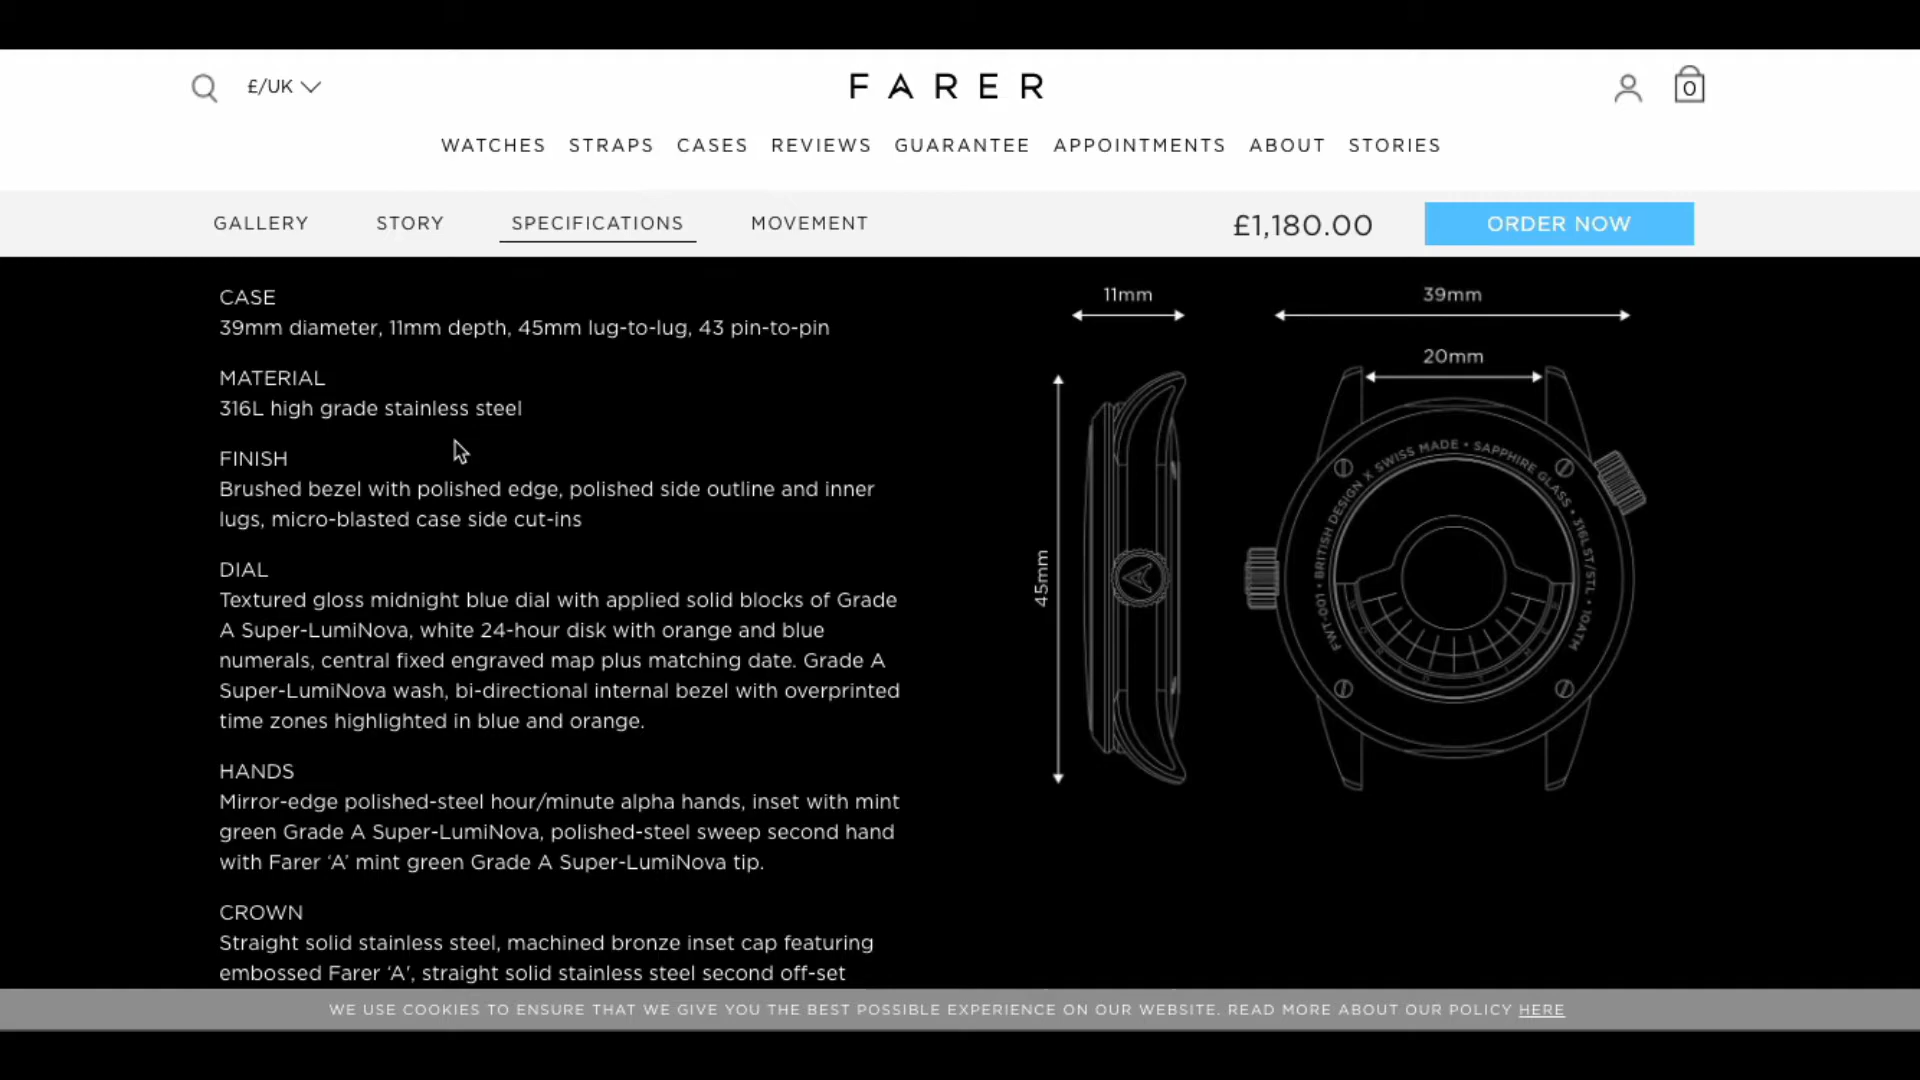 £/UK
FARER
0
WATCHES STRAPS CASES REVIEWS GUARANTEE APPOINTMENTS ABOUT STORIES
GALLERY STORY SPECIFICATIONS MOVEMENT £1,180.00 ORDER NOW
CASE
39mm diameter, 11mm depth, 45mm lug-to-lug, 43 pin-to-pin
MATERIAL
316L high grade stainless steel
FINISH
Brushed bezel with polished edge, polished side outline and inner
lugs, micro-blasted case side cut-ins
DIAL
Textured gloss midnight blue dial with applied solid blocks of Grade
A Super-LumiNova, white 24-hour disk with orange and blue
numerals, central fixed engraved map plus matching date. Grade A
Super-LumiNova wash, bi-directional internal bezel with overprinted
time zones highlighted in blue and orange.
HANDS
Mirror-edge polished-steel hour/minute alpha hands, inset with mint
green Grade A Super-LumiNova, polished-steel sweep second hand
with Farer ‘A’ mint green Grade A Super-LumiNova tip.
CROWN
Straight solid stainless steel, machined bronze inset cap featuring
embossed Farer ‘A’, straight solid stainless steel second off-set
11mm
39mm
20mm
45mm
FWT-001 • BRITISH DESIGN X SWISS MADE • SAPPHIRE GLASS • 316L ST/STL • 10ATM
WE USE COOKIES TO ENSURE THAT WE GIVE YOU THE BEST POSSIBLE EXPERIENCE ON OUR WEBSITE. READ MORE ABOUT OUR POLICY HERE